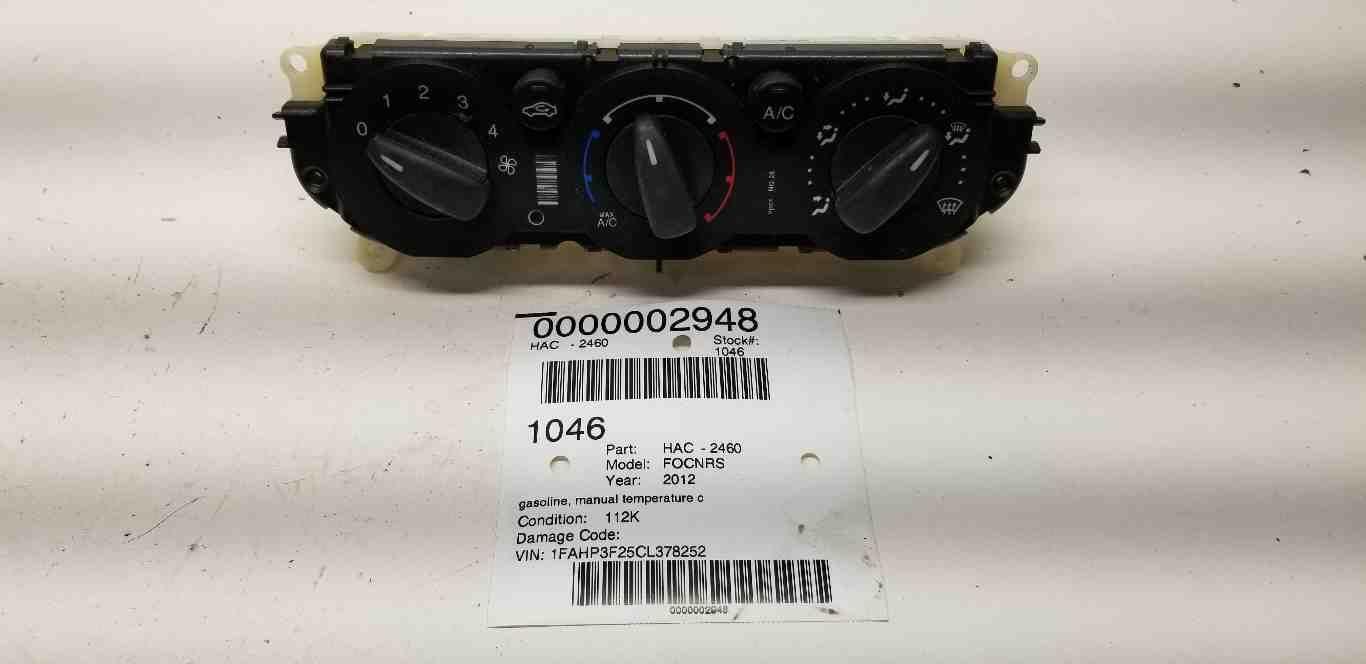 0
1
2
3
4
A/C
MAX
A/C
0000002948
HAC - 2460
Stock#:
1046
1046
Part: HAC - 2460
Model: FOCNRS
Year: 2012
gasoline, manual temperature c
Condition: 112K
Damage Code:
VIN: 1FAHP3F25CL378252
0000002948